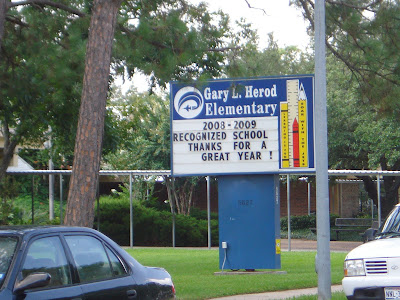 Gary L. Herod
Elementary
2008 - 2009
RECOGNIZED SCHOOL
THANKS FOR A
GREAT YEAR !